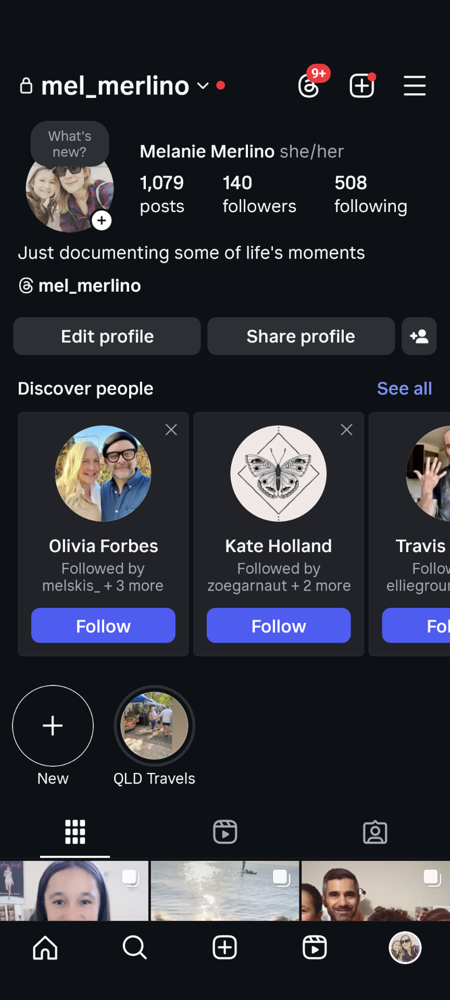 mel_merlino
9+
What's
new?
Melanie Merlino she/her
1,079 140 508
posts followers following
Just documenting some of life's moments
mel_merlino
Edit profile Share profile
Discover people See all
Olivia Forbes Kate Holland Travis
Followed by Followed by Follow
melskis_ + 3 more zoegarnaut + 2 more elliegroun
Follow Follow Fol
New QLD Travels